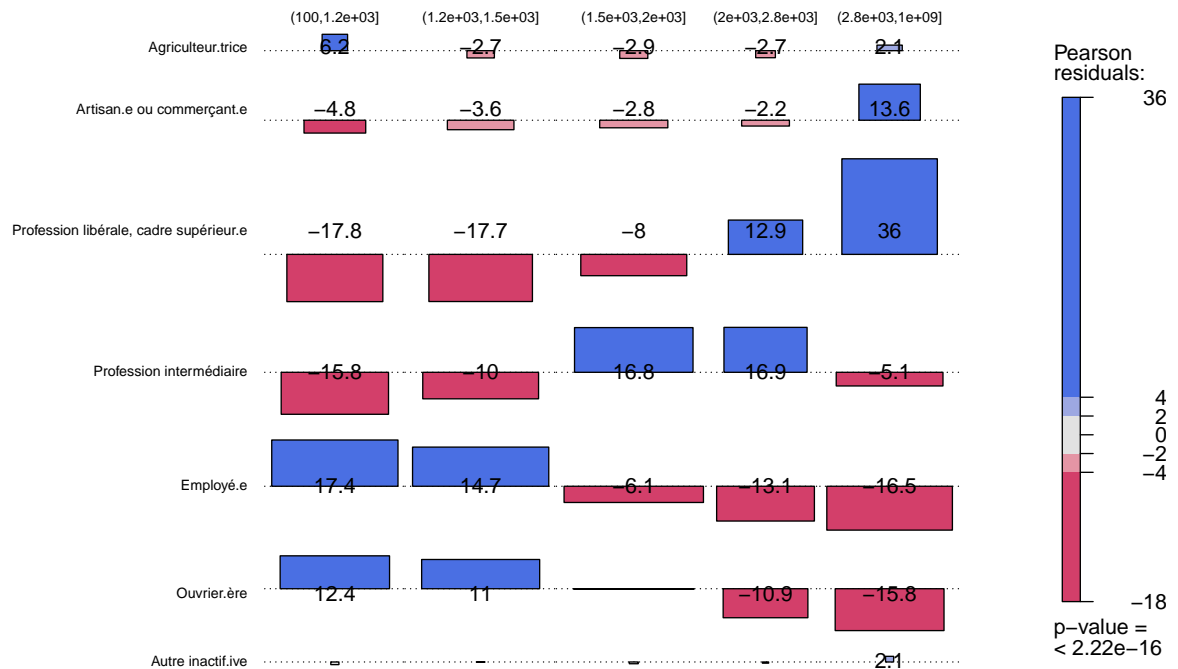 (100,1.2e+03] (1.2e+03,1.5e+03] (1.5e+03,2e+03] (2e+03,2.8e+03] (2.8e+03,1e+09]
Agriculteur.trice 6.2 −2.7 −2.9 −2.7 2.1
Artisan.e ou commerçant.e −4.8 −3.6 −2.8 −2.2 13.6
Profession libérale, cadre supérieur.e −17.8 −17.7 −8 12.9 36
Profession intermédiaire −15.8 −10 16.8 16.9 −5.1
Employé.e 17.4 14.7 −6.1 −13.1 −16.5
Ouvrier.ère 12.4 11 −10.9 −15.8
Autre inactif.ive 2.1
Pearson
residuals:
36
4
2
0
−2
−4
−18
p−value =
< 2.22e−16